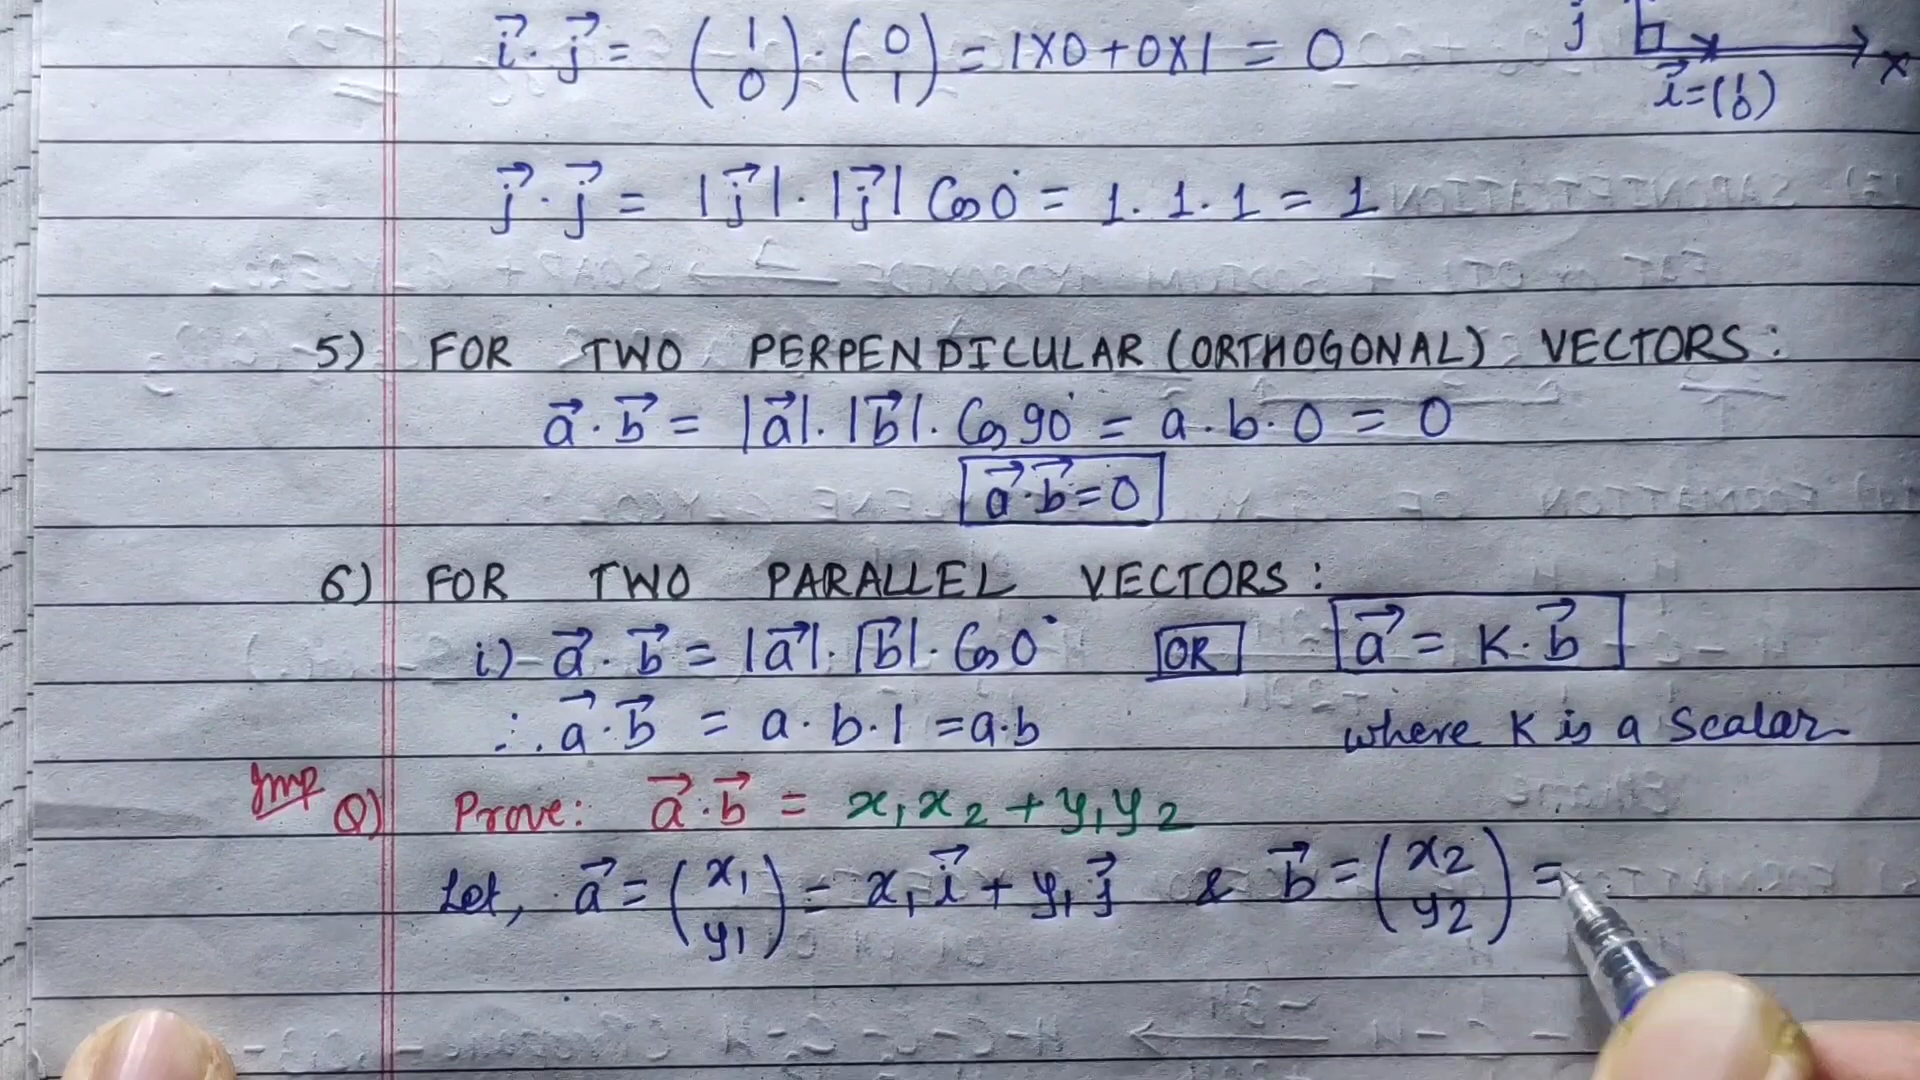 i⃗ · j⃗ = (1 0) · (0 1) = 1×0 + 0×1 = 0
j
i⃗ = (1 0)
x
j⃗ · j⃗ = |j⃗| · |j⃗| Cos 0° = 1 · 1 · 1 = 1
5) FOR TWO PERPENDICULAR (ORTHOGONAL) VECTORS:
a⃗ · b⃗ = |a⃗| · |b⃗| · Cos 90° = a · b · 0 = 0
a⃗ · b⃗ = 0
6) FOR TWO PARALLEL VECTORS:
i) a⃗ · b⃗ = |a⃗| · |b⃗| · Cos 0° OR a⃗ = K · b⃗
∴ a⃗ · b⃗ = a · b · 1 = a · b where K is a Scalar
Imp Q) Prove: a⃗ · b⃗ = x₁x₂ + y₁y₂
Let, a⃗ = (x₁ y₁) = x₁i⃗ + y₁j⃗ & b⃗ = (x₂ y₂) =